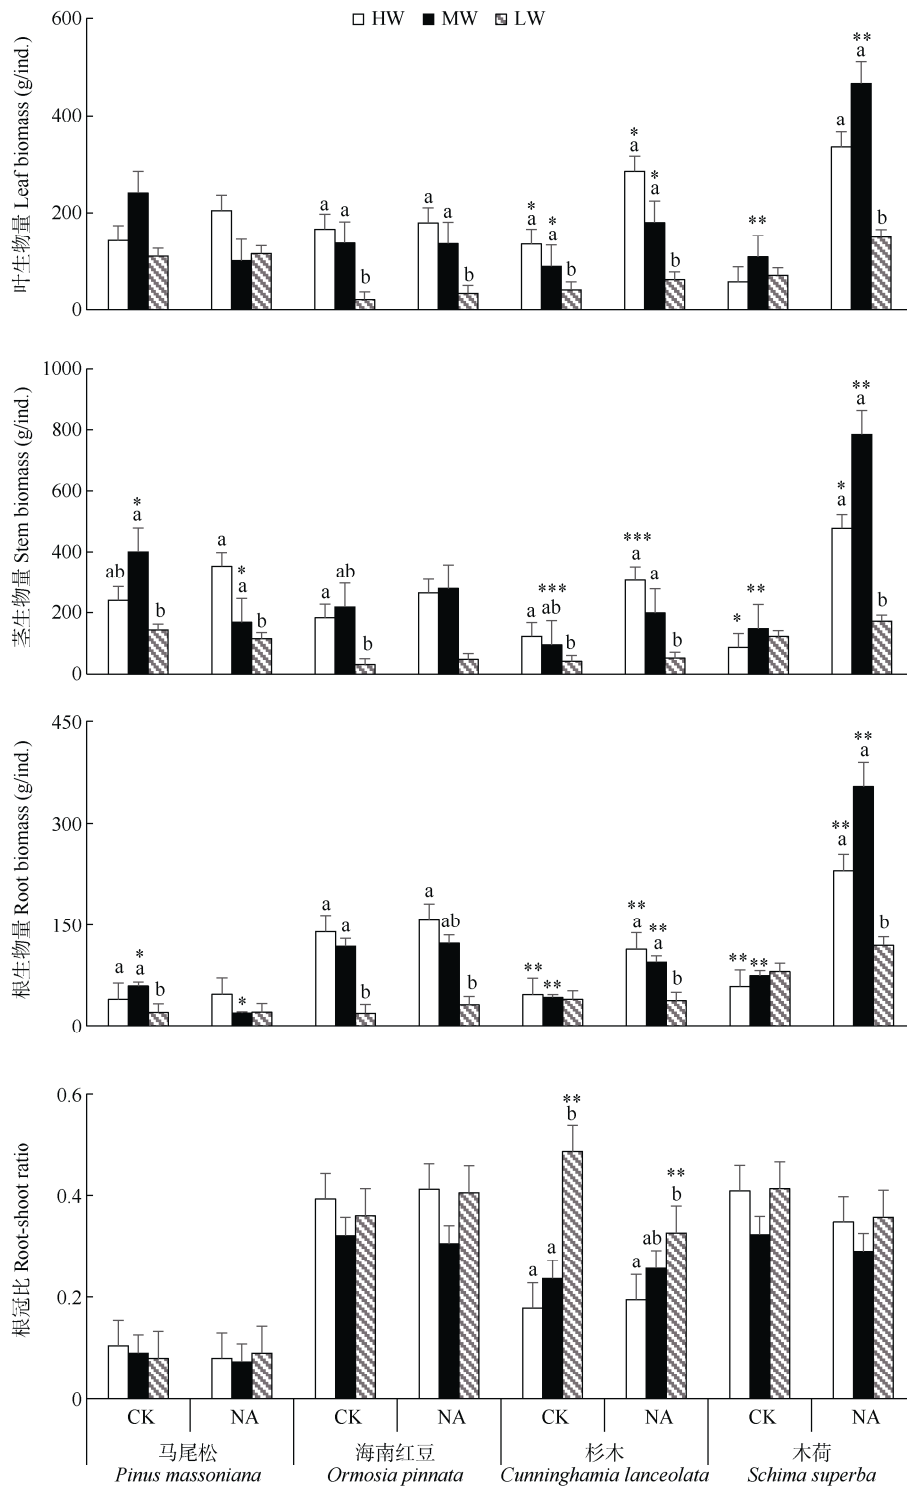 HW MW LW
叶生物量 Leaf biomass (g/ind.)
600
400
200
0
a a b
a a b
* a * a b
* a * a b
**
a ** a b
茎生物量 Stem biomass (g/ind.)
1000
800
600
400
200
0
ab * a b
a * a b
a ab b
a *** ab b
*** a a b
* **
* a ** a b
根生物量 Root biomass (g/ind.)
450
300
150
0
a * a b
*
a a b
a ab b
** **
** a ** a b
** **
** a ** a b
根冠比 Root-shoot ratio
0.6
0.4
0.2
0
a a ** b
a ab ** b
CK NA CK NA CK NA CK NA
马尾松 海南红豆 杉木 木荷
Pinus massoniana Ormosia pinnata Cunninghamia lanceolata Schima superba